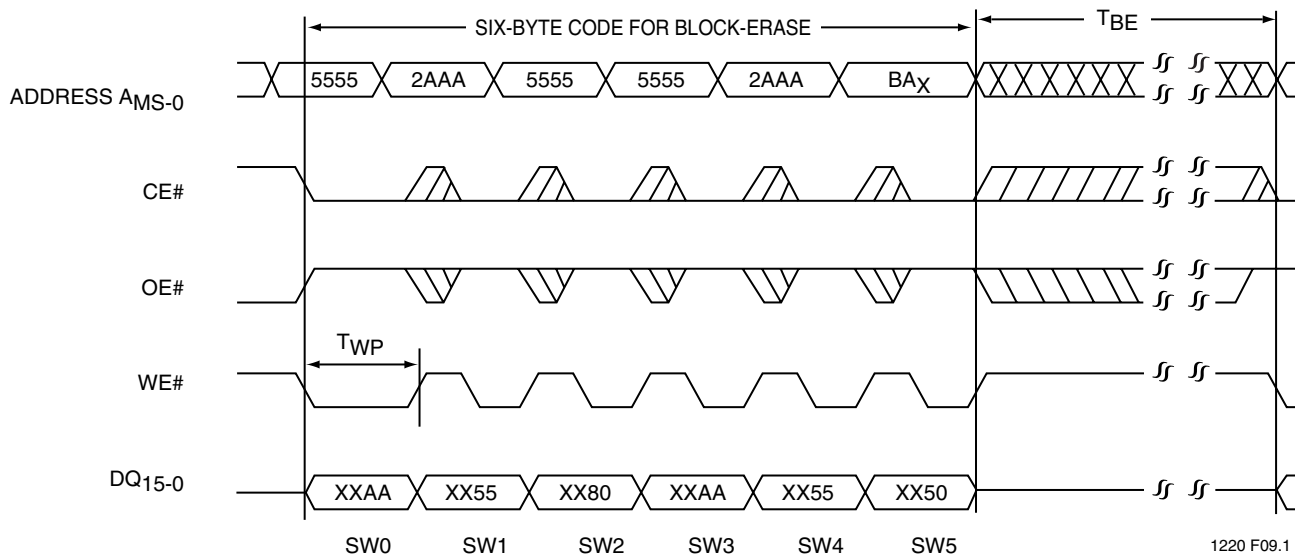 SIX-BYTE CODE FOR BLOCK-ERASE
TBE
ADDRESS AMS-0
5555 2AAA 5555 5555 2AAA BAX
CE#
OE#
TWP
WE#
DQ15-0
XXAA XX55 XX80 XXAA XX55 XX50
SW0 SW1 SW2 SW3 SW4 SW5
1220 F09.1